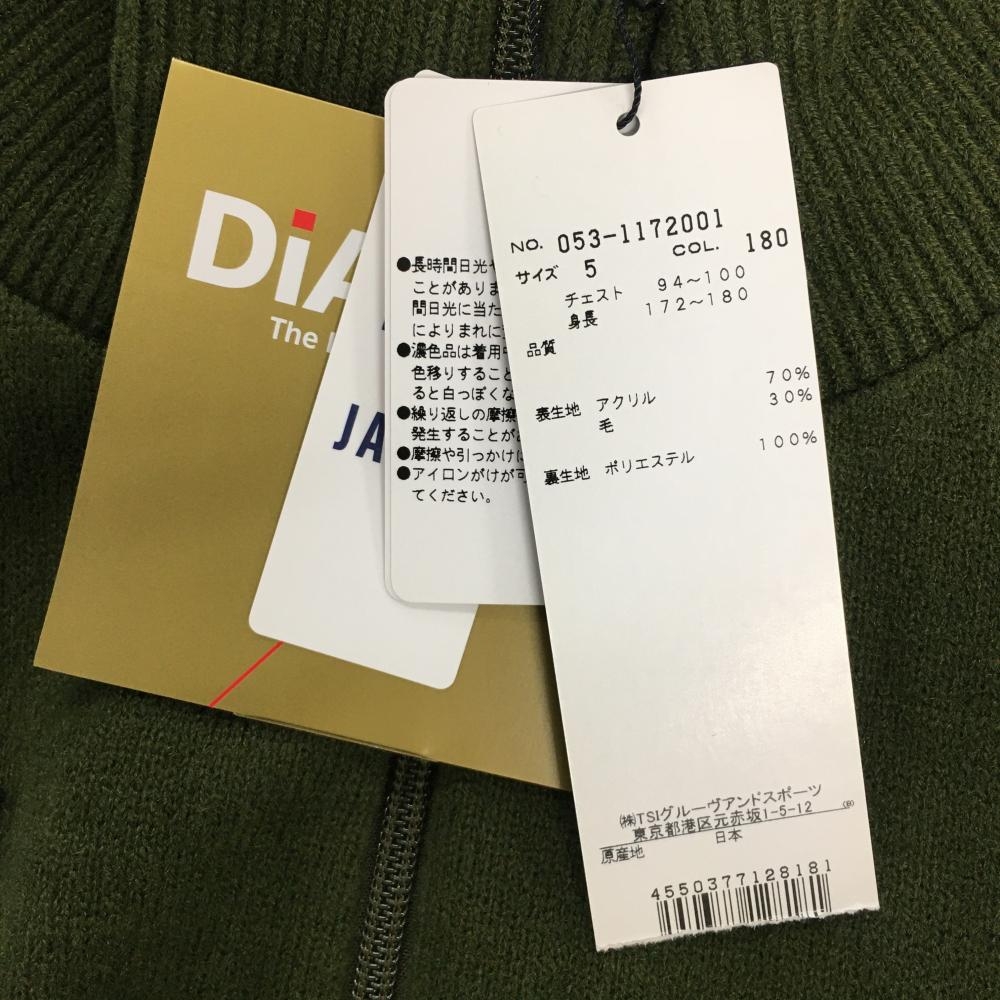 DiA
The
JA
●長時間日光
ことがありま
間日光に当た
によりまれに
●濃色品は着用
色移りすること
ると白っぽくな
●繰り返しの摩擦
発生することが
●摩擦や引っかけ
●アイロンがけが可
てください。
NO. 053-1172001
サイズ 5 COL. 180
チェスト 94～100
身長 172～180
品質
表生地 アクリル 70%
毛 30%
裏生地 ポリエステル 100%
㈱TSIグルーヴアンドスポーツ
東京都港区元赤坂1-5-12
原産地 日本
4550377128181